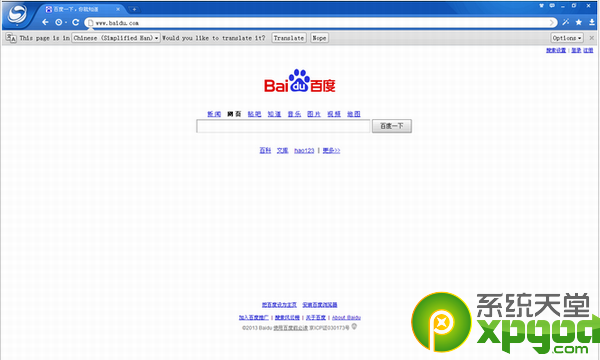 百度一下，你就知道
www.baidu.com
This page is in Chinese (Simplified Han) Would you like to translate it? Translate Nope Options
搜索设置 | 登录 注册
Bai du 百度
新闻 网页 贴吧 知道 音乐 图片 视频 地图
百度一下
百科 文库 hao123 | 更多>>
把百度设为主页 安装百度浏览器
加入百度推广 | 搜索风云榜 | 关于百度 | About Baidu
©2013 Baidu 使用百度前必读 京ICP证030173号
系统天堂
xpgod.com